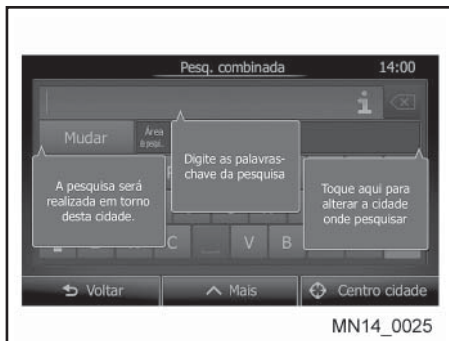 Pesq. combinada 14:00
i
Mudar Área
A pesquisa será
realizada em torno
desta cidade.
Digite as palavras-
chave da pesquisa
Toque aqui para
alterar a cidade
onde pesquisar
C V B
Voltar Mais Centro cidade
MN14_0025